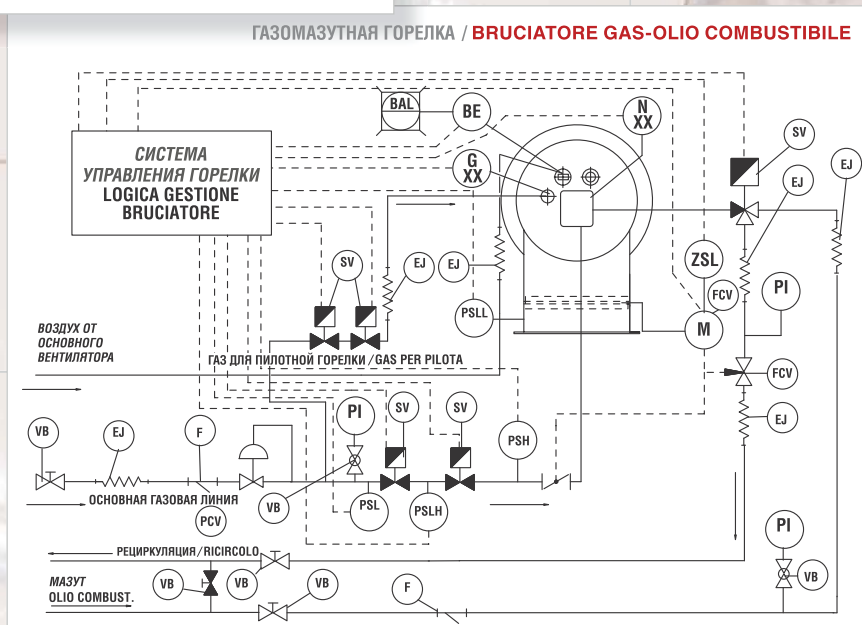 ГАЗОМАЗУТНАЯ ГОРЕЛКА / BRUCIATORE GAS-OLIO COMBUSTIBILE
BAL
BE
N
XX
СИСТЕМА
УПРАВЛЕНИЯ ГОРЕЛКИ
LOGICA GESTIONE
BRUCIATORE
G
XX
SV
EJ
EJ
SV
EJ
EJ
ZSL
FCV
PI
PSLL
M
ВОЗДУХ ОТ
ОСНОВНОГО
ВЕНТИЛЯТОРА
ГАЗ ДЛЯ ПИЛОТНОЙ ГОРЕЛКИ/GAS PER PILOTA
FCV
EJ
VB
EJ
F
PI
SV
SV
PSH
ОСНОВНАЯ ГАЗОВАЯ ЛИНИЯ
PCV
VB
PSL
PSLH
PI
РЕЦИРКУЛЯЦИЯ/RICIRCOLO
МАЗУТ
OLIO COMBUST.
VB
VB
VB
F
VB